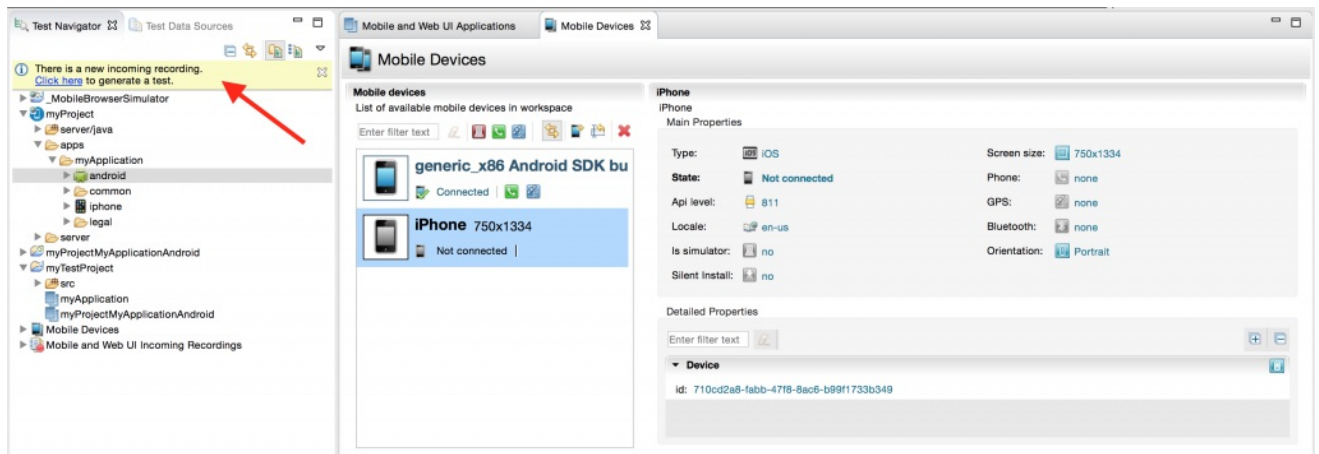 Test Navigator
Test Data Sources
There is a new incoming recording.
Click here to generate a test.
_MobileBrowserSimulator
myProject
server/java
apps
myApplication
android
common
iphone
legal
server
myProjectMyApplicationAndroid
myTestProject
src
myApplication
myProjectMyApplicationAndroid
Mobile Devices
Mobile and Web UI Incoming Recordings
Mobile and Web UI Applications
Mobile Devices
Mobile Devices
Mobile devices
List of available mobile devices in workspace
Enter filter text
generic_x86 Android SDK bu
Connected
iPhone 750x1334
Not connected
iPhone
iPhone
Main Properties
Type: iOS
Screen size: 750x1334
State: Not connected
Phone: none
Api level: 811
GPS: none
Locale: en-us
Bluetooth: none
Is simulator: no
Orientation: Portrait
Silent Install: no
Detailed Properties
Enter filter text
Device
id: 710cd2a8-fabb-47f8-8ac6-b99f1733b349